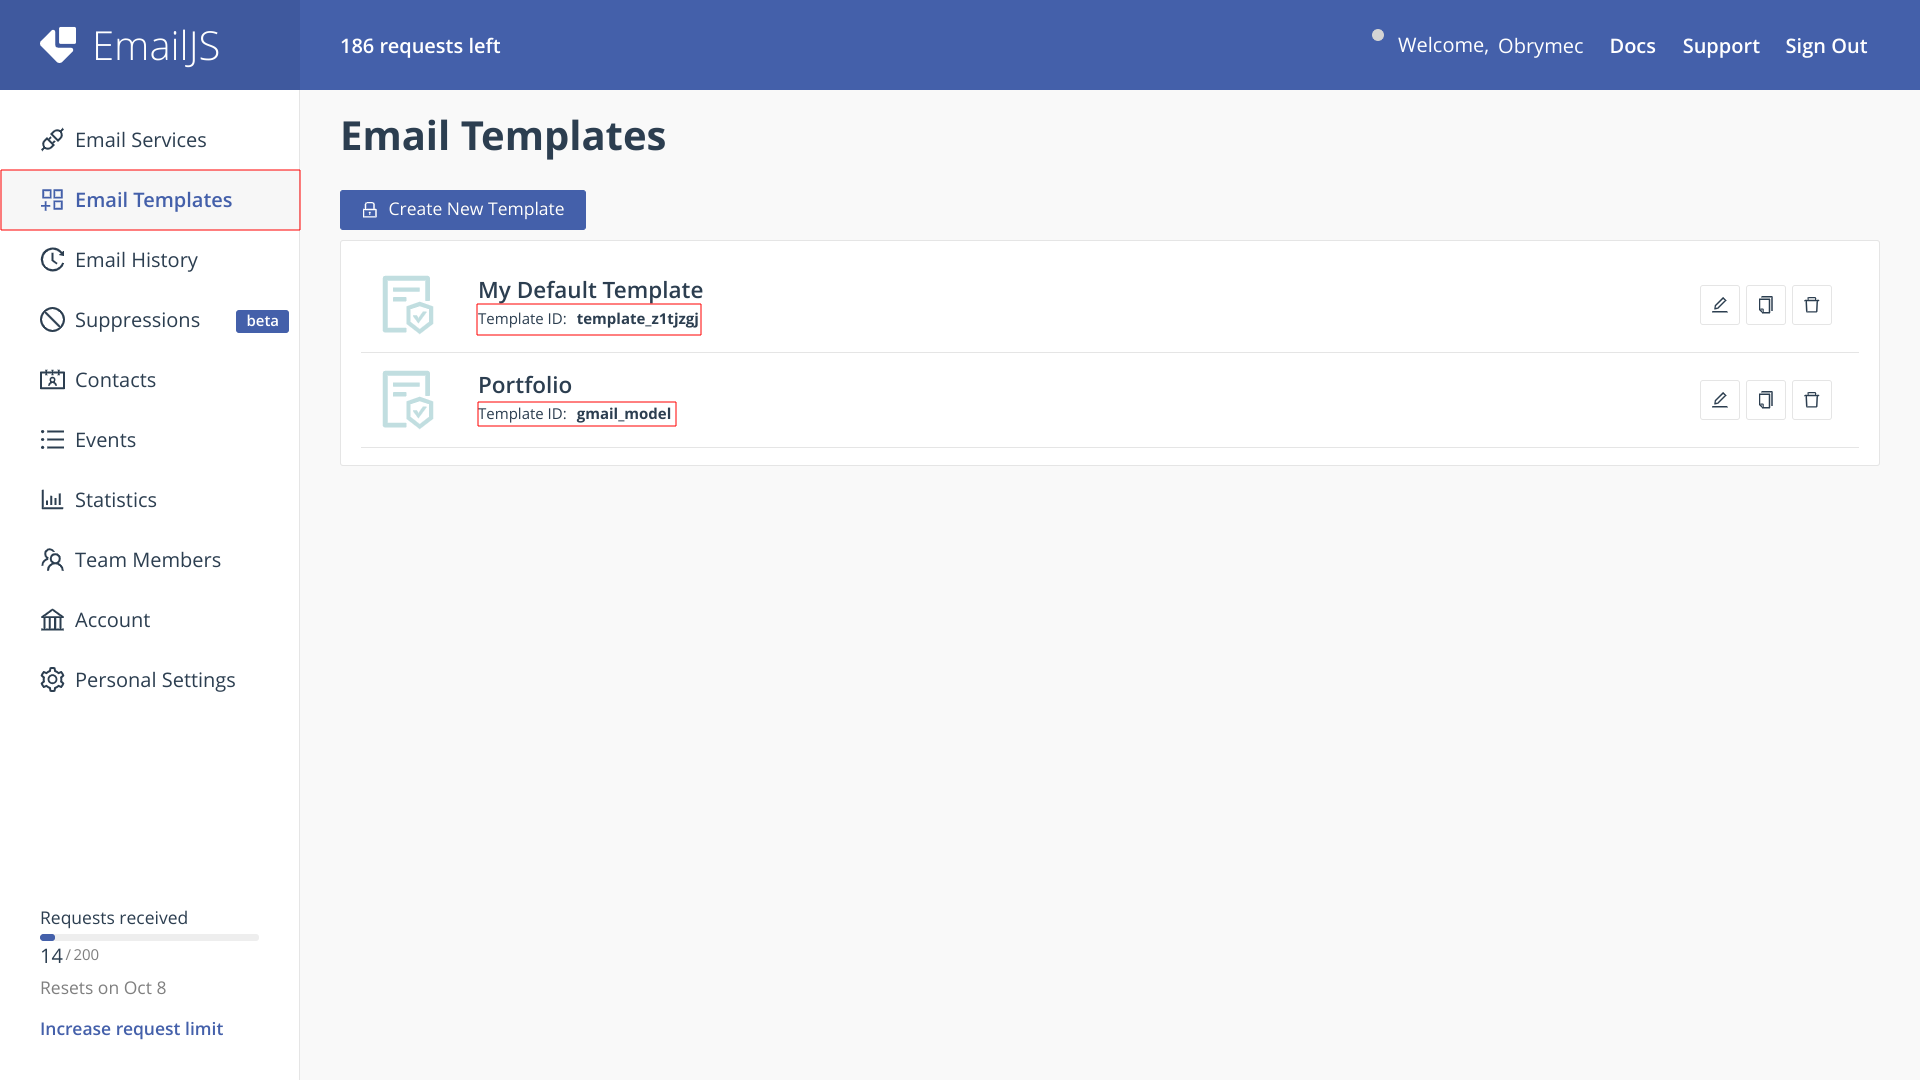 EmailJS
186 requests left
Welcome, Obrymec Docs Support Sign Out
Email Services
Email Templates
Email History
Suppressions beta
Contacts
Events
Statistics
Team Members
Account
Personal Settings
Requests received
14 / 200
Resets on Oct 8
Increase request limit
Email Templates
Create New Template
My Default Template
Template ID: template_z1tjzgj
Portfolio
Template ID: gmail_model